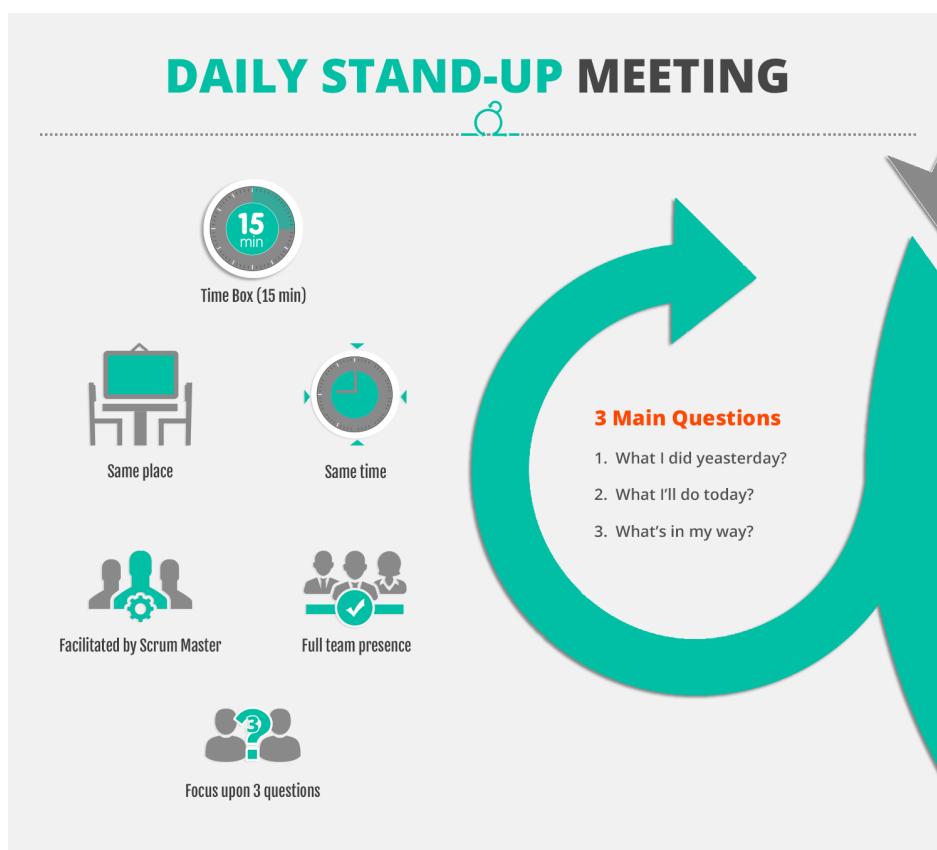 DAILY STAND-UP MEETING
15
min
Time Box (15 min)
Same place
Same time
Facilitated by Scrum Master
Full team presence
3
Focus upon 3 questions
3 Main Questions
1. What I did yeasterday?
2. What I’ll do today?
3. What’s in my way?